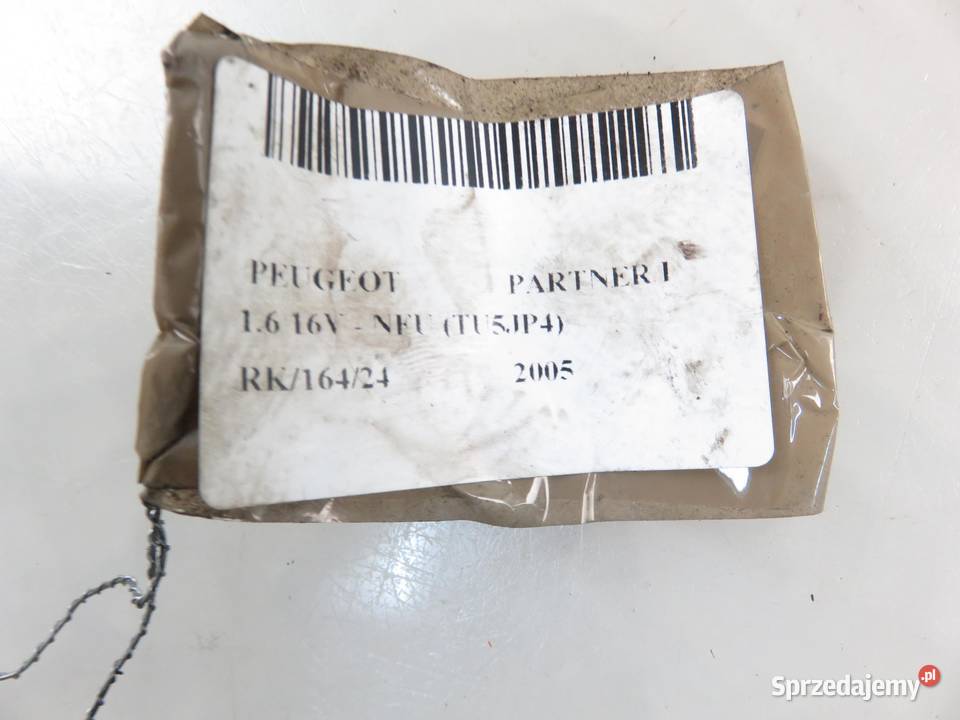 PEUGEOT PARTNER I
1.6 16V - NFU (TU5JP4)
RK/164/24 2005
Sprzedajemy.pl